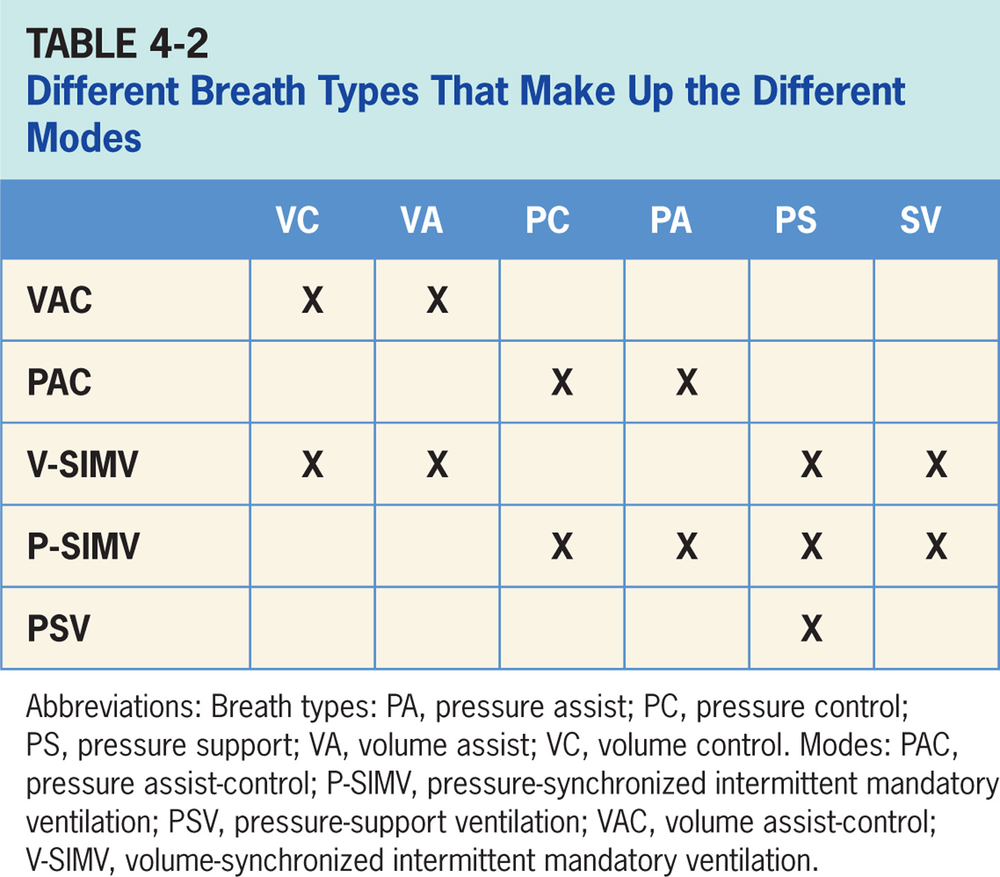 TABLE 4-2
Different Breath Types That Make Up the Different
Modes
VC VA PC PA PS SV
VAC X X
PAC X X
V-SIMV X X X X
P-SIMV X X X X
PSV X
Abbreviations: Breath types: PA, pressure assist; PC, pressure control;
PS, pressure support; VA, volume assist; VC, volume control. Modes: PAC,
pressure assist-control; P-SIMV, pressure-synchronized intermittent mandatory
ventilation; PSV, pressure-support ventilation; VAC, volume assist-control;
V-SIMV, volume-synchronized intermittent mandatory ventilation.